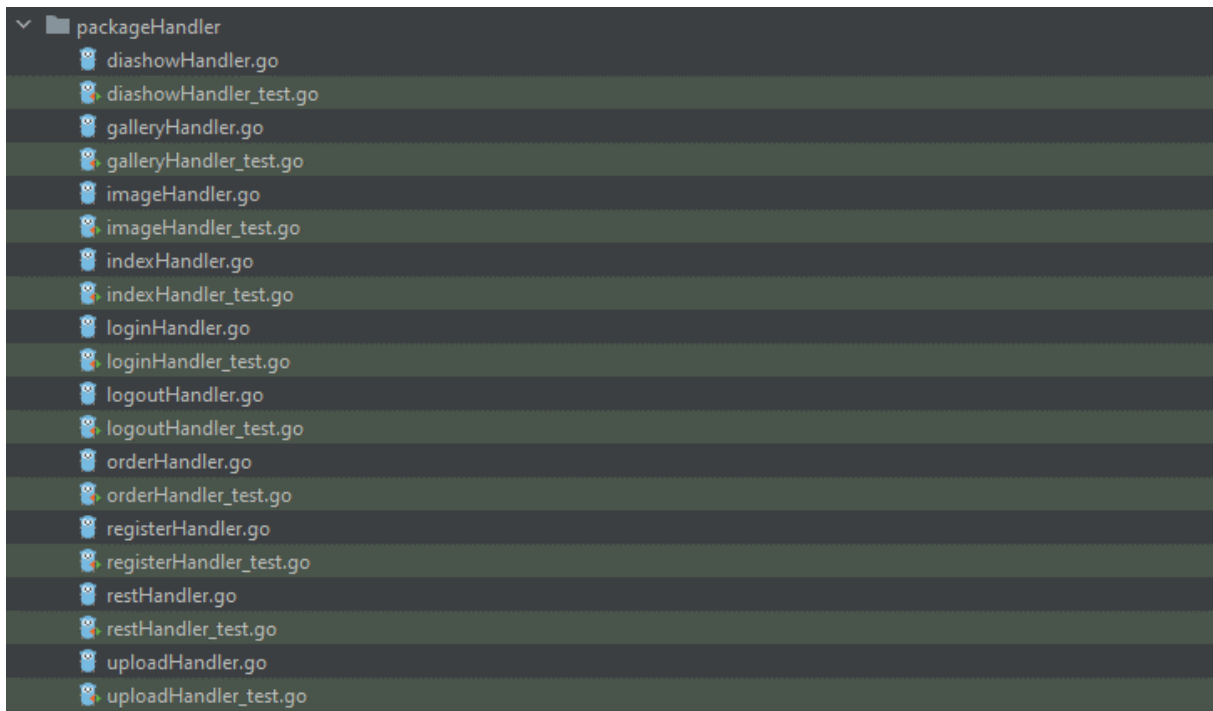 packageHandler
diashowHandler.go
diashowHandler_test.go
galleryHandler.go
galleryHandler_test.go
imageHandler.go
imageHandler_test.go
indexHandler.go
indexHandler_test.go
loginHandler.go
loginHandler_test.go
logoutHandler.go
logoutHandler_test.go
orderHandler.go
orderHandler_test.go
registerHandler.go
registerHandler_test.go
restHandler.go
restHandler_test.go
uploadHandler.go
uploadHandler_test.go